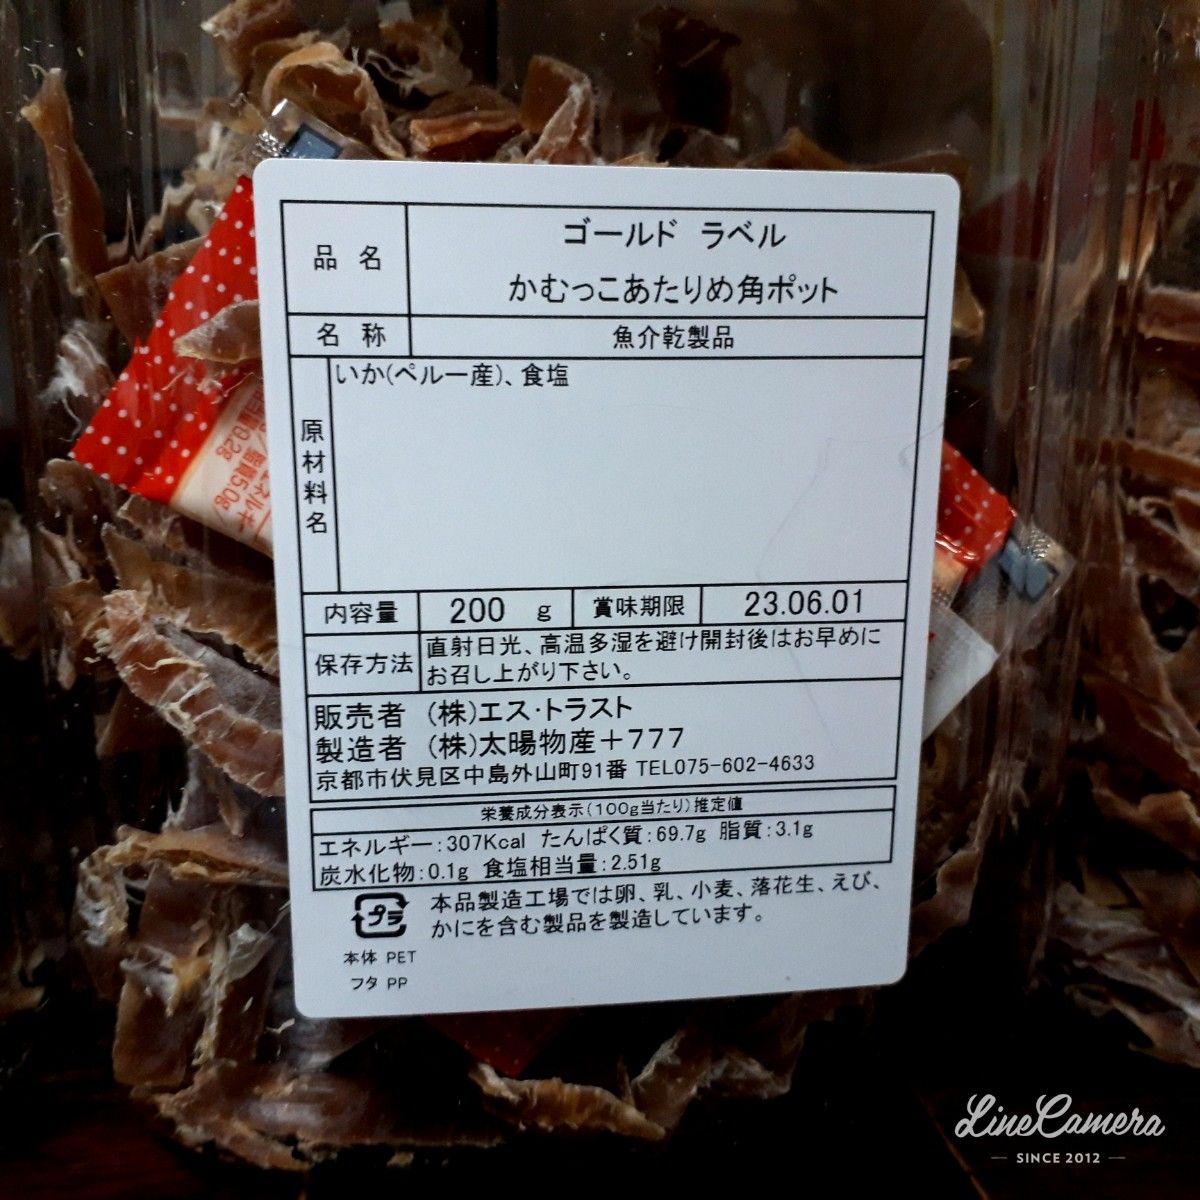 品名
ゴールド ラベル
かむっこあたりめ角ポット
名称
魚介乾製品
原材料名
いか(ペルー産)、食塩
内容量
200 g
賞味期限
23.06.01
保存方法
直射日光、高温多湿を避け開封後はお早めに
お召し上がり下さい。
販売者 (株)エス・トラスト
製造者 (株)太陽物産+777
京都市伏見区中島外山町91番 TEL075-602-4633
栄養成分表示(100g当たり)推定値
エネルギー:307Kcal たんぱく質:69.7g 脂質:3.1g
炭水化物:0.1g 食塩相当量:2.51g
プラ
本品製造工場では卵、乳、小麦、落花生、えび、
かにを含む製品を製造しています。
本体 PET
フタ PP
LineCamera
SINCE 2012